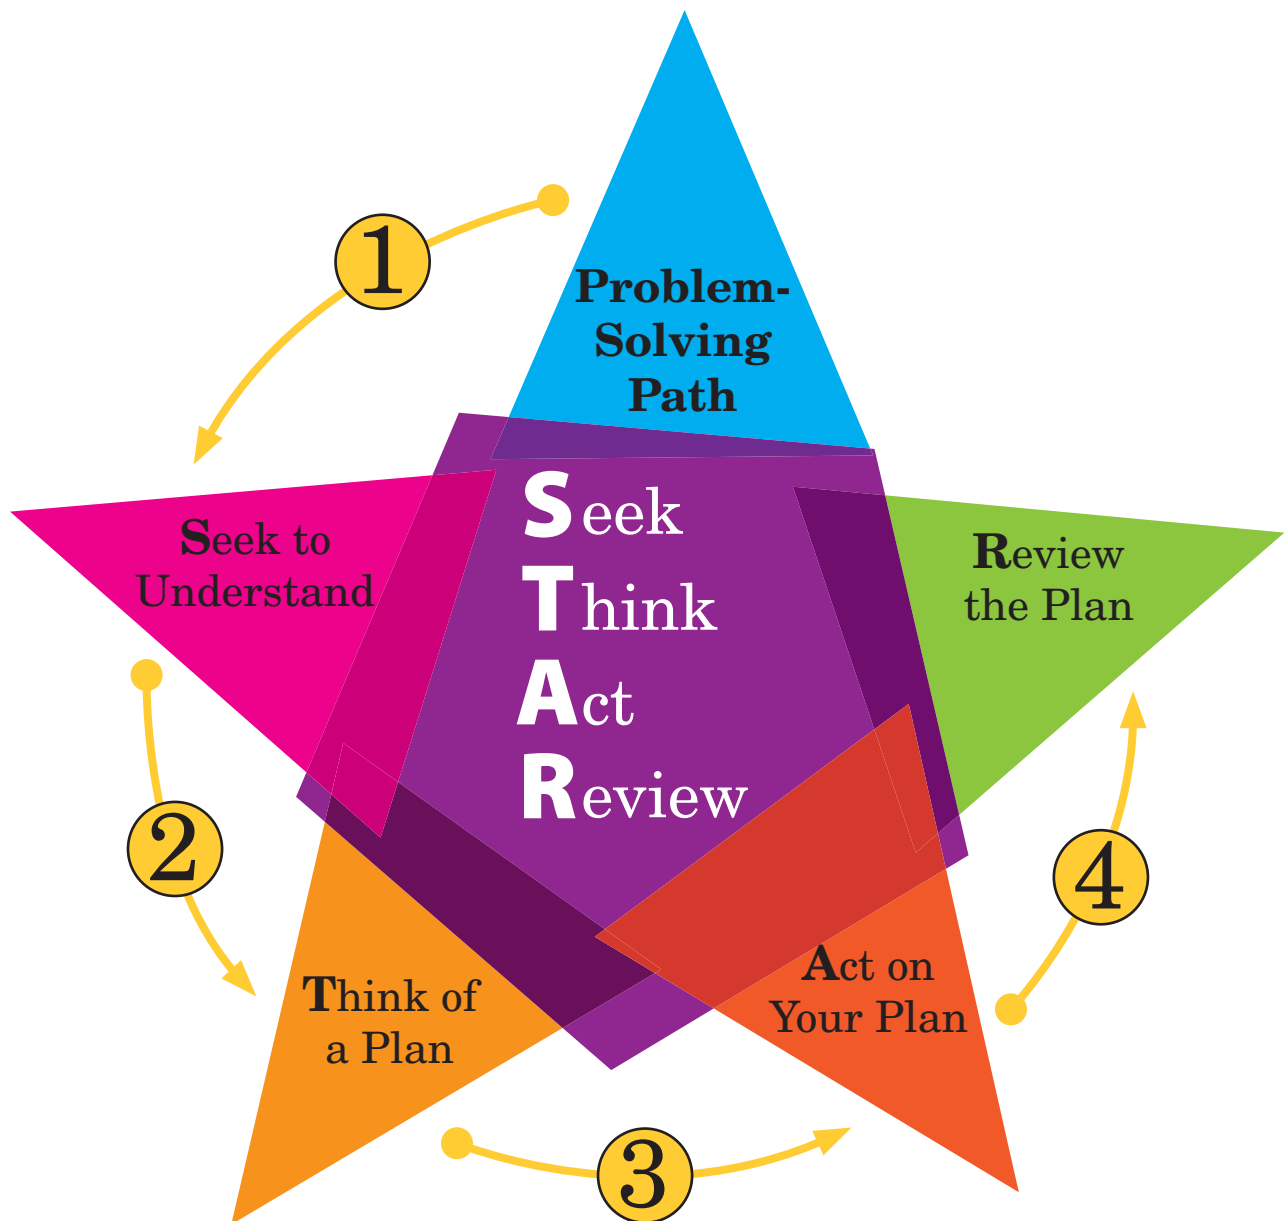 1
Problem-
Solving
Path
Seek to
Understand
Seek
Think
Act
Review
Review
the Plan
2
Think of
a Plan
3
Act on
Your Plan
4